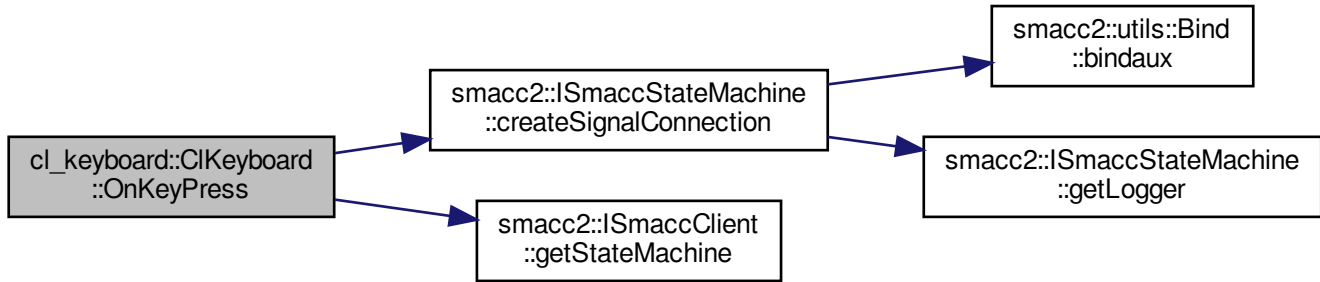 cl_keyboard::ClKeyboard
::OnKeyPress
smacc2::ISmaccStateMachine
::createSignalConnection
smacc2::utils::Bind
::bindaux
smacc2::ISmaccStateMachine
::getLogger
smacc2::ISmaccClient
::getStateMachine